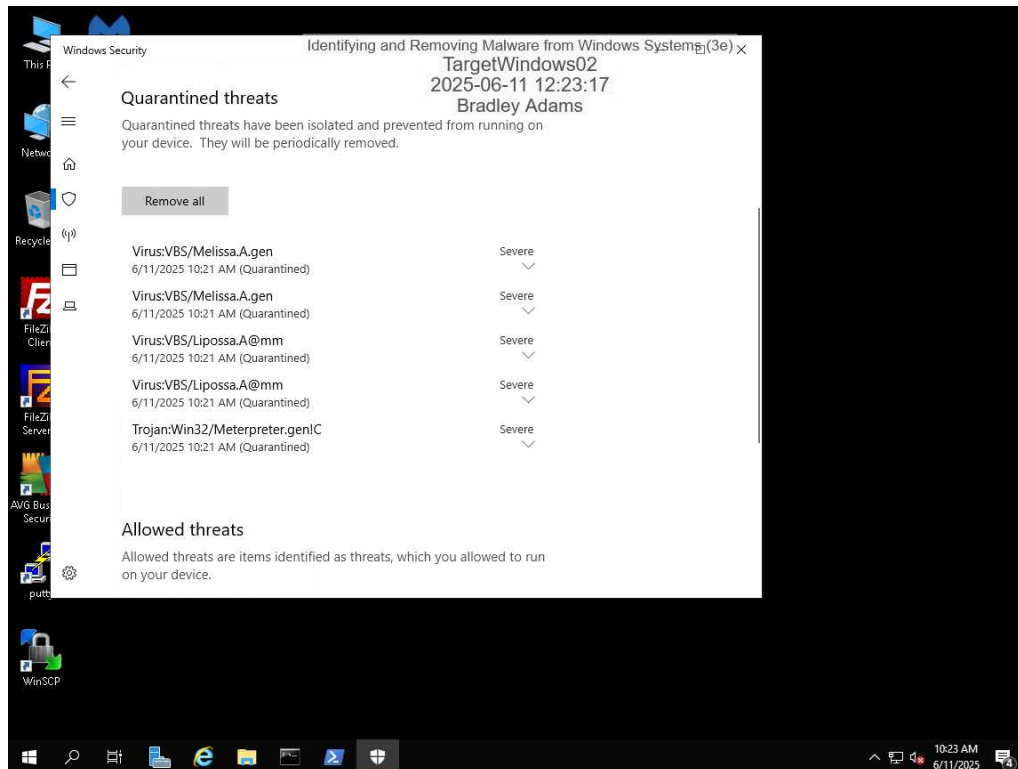 This P
Windows Security
Identifying and Removing Malware from Windows Systems (3e)
TargetWindows02
2025-06-11 12:23:17
Bradley Adams
Quarantined threats
Quarantined threats have been isolated and prevented from running on
your device. They will be periodically removed.
Remove all
Virus:VBS/Melissa.A.gen
Severe
6/11/2025 10:21 AM (Quarantined)
Virus:VBS/Melissa.A.gen
Severe
6/11/2025 10:21 AM (Quarantined)
Virus:VBS/Lipossa.A@mm
Severe
6/11/2025 10:21 AM (Quarantined)
Virus:VBS/Lipossa.A@mm
Severe
6/11/2025 10:21 AM (Quarantined)
Trojan:Win32/Meterpreter.gen!C
Severe
6/11/2025 10:21 AM (Quarantined)
Allowed threats
Allowed threats are items identified as threats, which you allowed to run
on your device.
Netwo
Recycle
FileZi
Clien
FileZi
Server
AVG Bus
Secur
putt
WinSCP
10:23 AM
6/11/2025
4